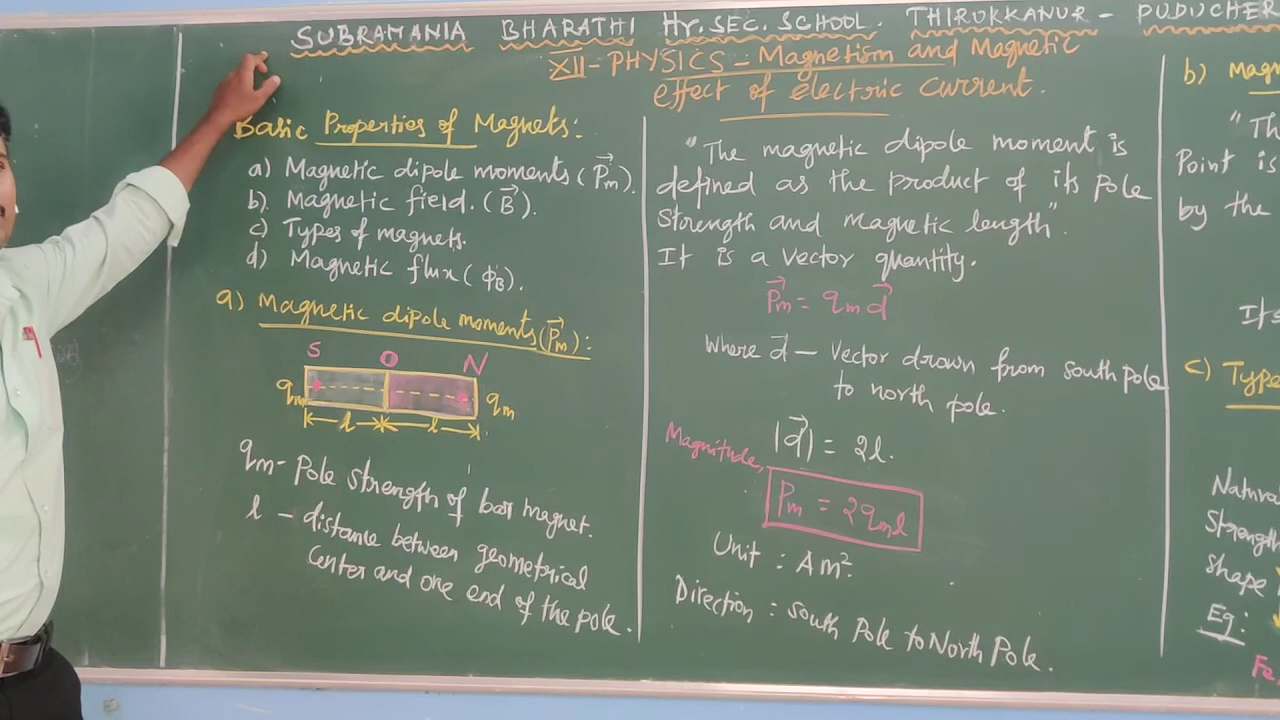 SUBRAMANIA BHARATHI Hr. SEC. SCHOOL. THIRUKKANUR - PUDUCHER
XII - PHYSICS - Magnetism and Magnetic
effect of electric current.
Basic Properties of Magnets:
a) Magnetic dipole moments (P⃗m).
b). Magnetic field. (B⃗).
c) Types of magnets.
d) Magnetic flux (ϕB).
a) Magnetic dipole moments (P⃗m):
S O N
qm qm
l l
qm - Pole strength of bar magnet.
l - distance between geometrical
center and one end of the pole.
"The magnetic dipole moment is
defined as the product of its pole
strength and magnetic length".
It is a vector quantity.
P⃗m = qm d⃗
Where d⃗ - Vector drawn from south pole
to north pole.
|d⃗| = 2l.
Magnitude,
Pm = 2qml
Unit : Am².
Direction : South Pole to North Pole.
b) Magn
"Th
Point is
by the
Its
c) Type
Natura
Strength
Shape
Eg:
Fe,